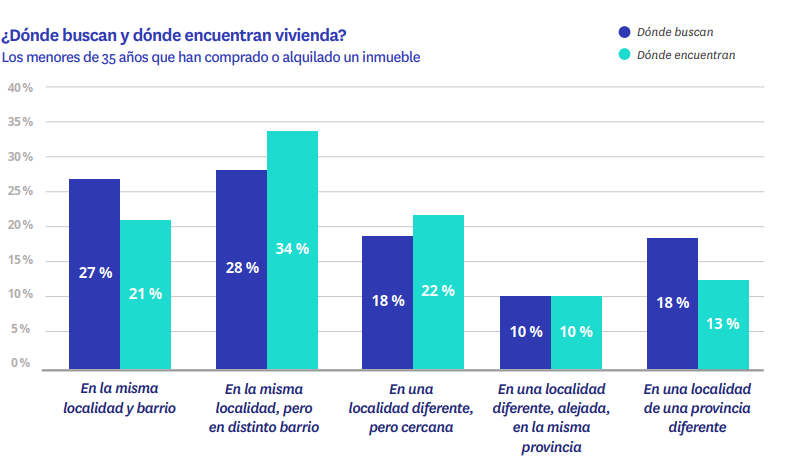 ¿Dónde buscan y dónde encuentran vivienda?
Los menores de 35 años que han comprado o alquilado un inmueble
Dónde buscan
Dónde encuentran
40 %
35 %
30 %
25 %
20 %
15 %
10 %
5 %
0 %
27 %
21 %
28 %
34 %
18 %
22 %
10 %
10 %
18 %
13 %
En la misma
localidad y barrio
En la misma
localidad, pero
en distinto barrio
En una
localidad diferente,
pero cercana
En una localidad
diferente, alejada,
en la misma
provincia
En una localidad
de una provincia
diferente